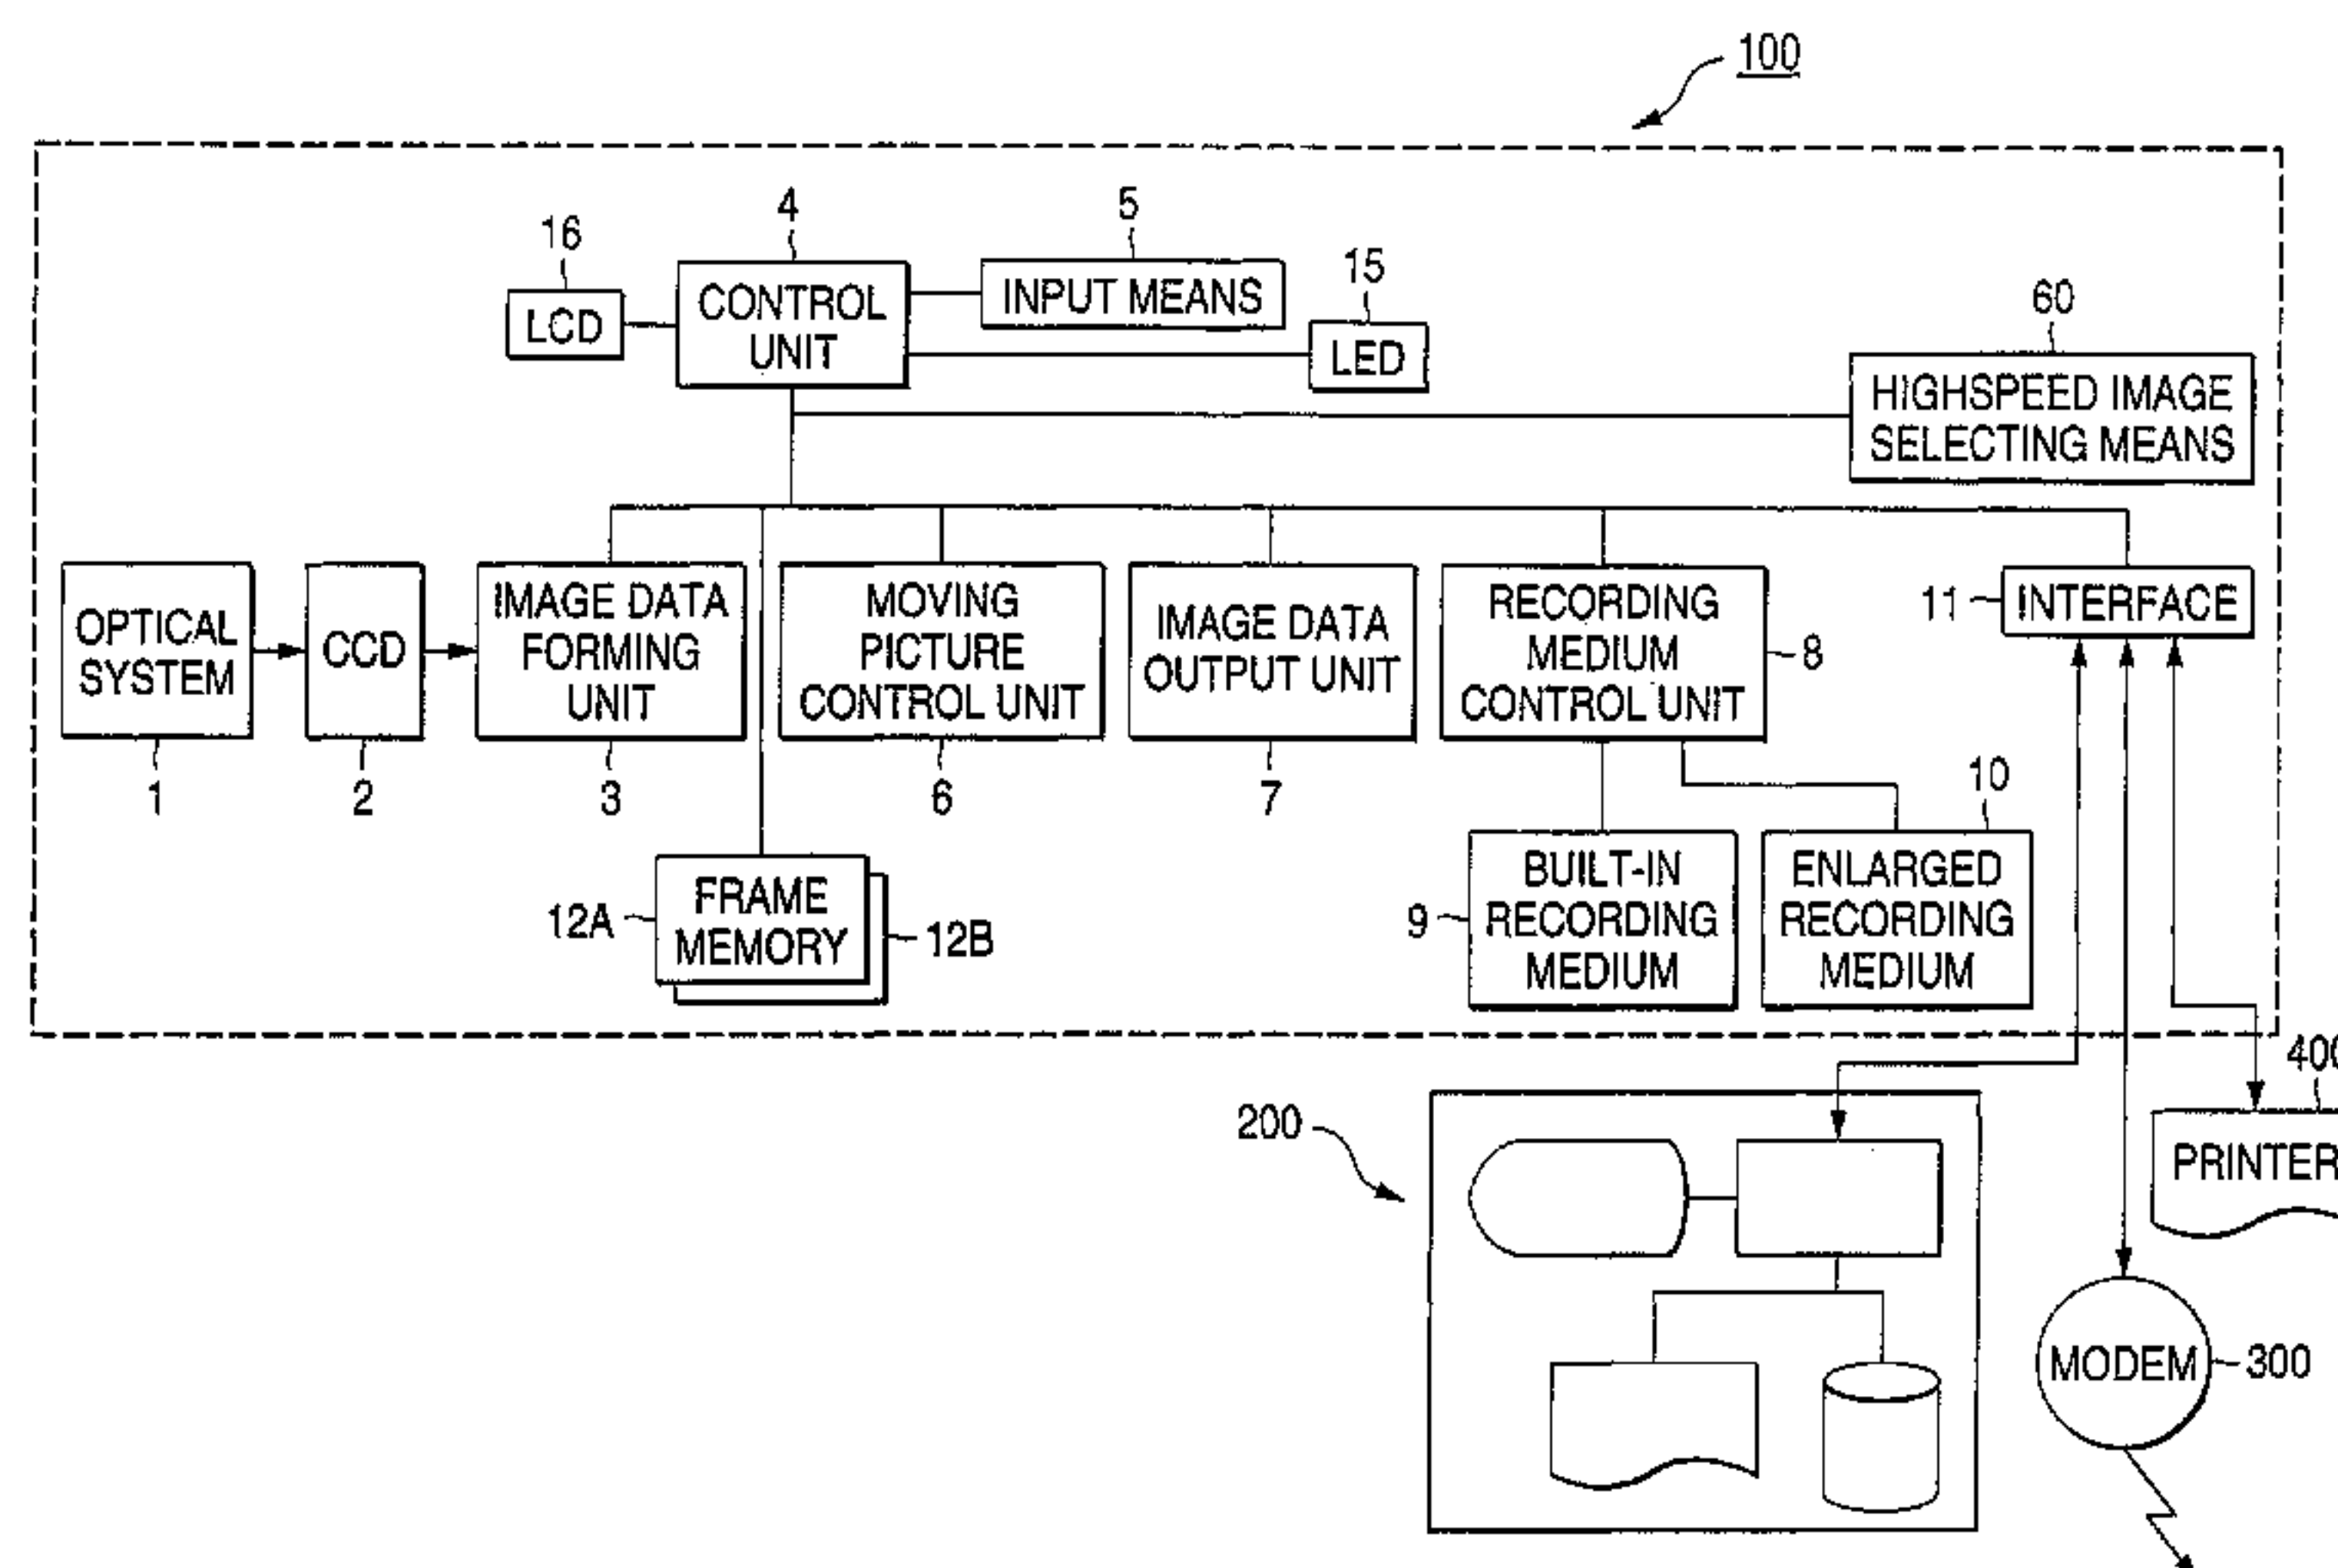 100
4
5
16
15
60
CONTROL
UNIT
INPUT MEANS
LCD
LED
HIGHSPEED IMAGE
SELECTING MEANS
OPTICAL
SYSTEM
CCD
IMAGE DATA
FORMING
UNIT
MOVING
PICTURE
CONTROL UNIT
IMAGE DATA
OUTPUT UNIT
RECORDING
MEDIUM
CONTROL UNIT
8
11
INTERFACE
1
2
3
6
7
10
12A
FRAME
MEMORY
12B
9
BUILT-IN
RECORDING
MEDIUM
ENLARGED
RECORDING
MEDIUM
400
200
PRINTER
MODEM
300